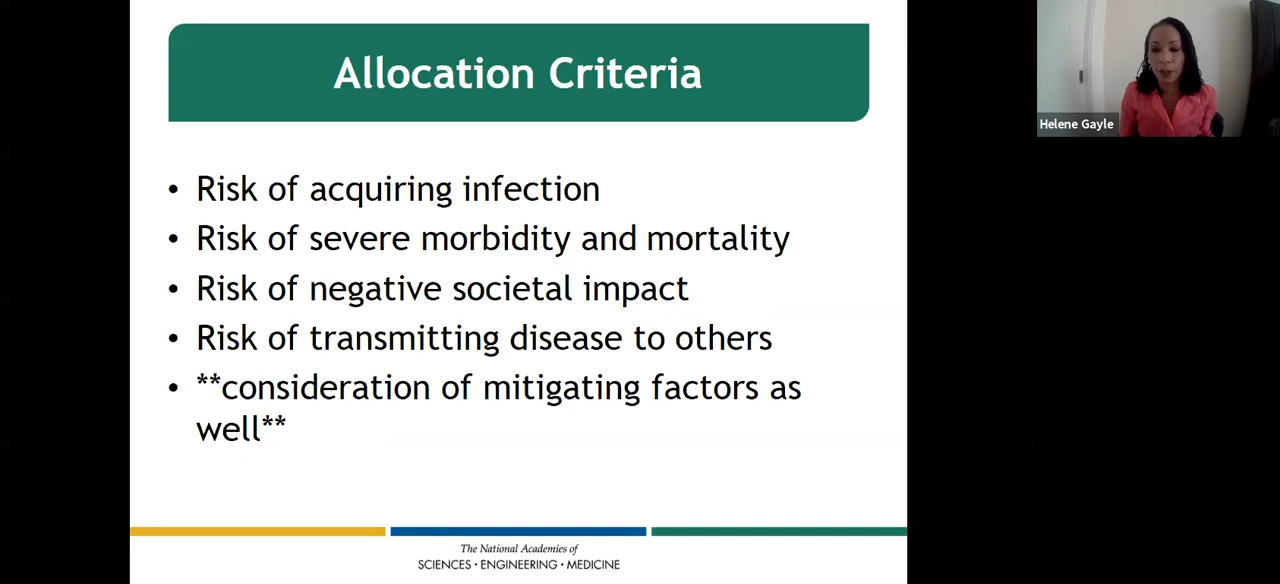 Allocation Criteria
Helene Gayle
• Risk of acquiring infection
• Risk of severe morbidity and mortality
• Risk of negative societal impact
• Risk of transmitting disease to others
• **consideration of mitigating factors as
well**
The National Academies of
SCIENCES • ENGINEERING • MEDICINE